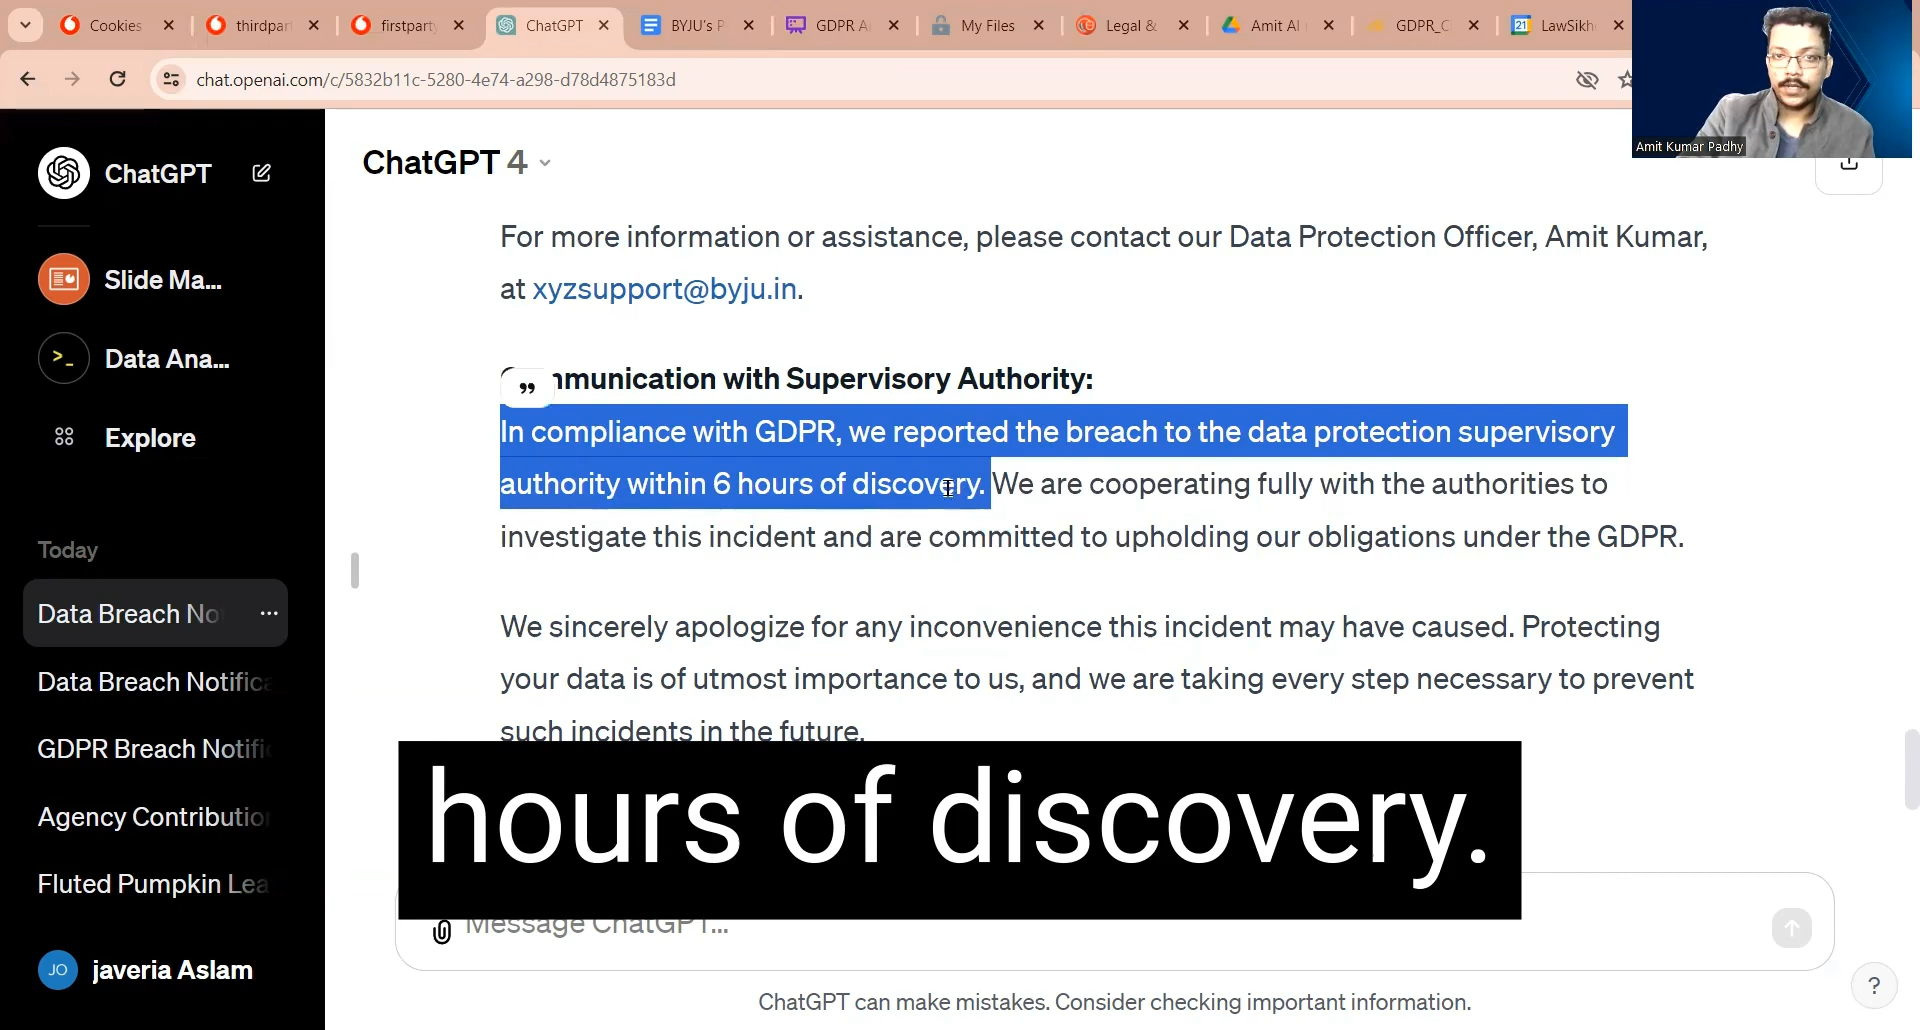 Cookies
thirdpar
firstparty
ChatGPT
BYJU's P
GDPR A
My Files
Legal &
Amit AI
GDPR_C
21
LawSikh
chat.openai.com/c/5832b11c-5280-4e74-a298-d78d4875183d
Amit Kumar Padhy
ChatGPT
Slide Ma...
>_
Data Ana...
Explore
Today
Data Breach No
...
Data Breach Notifica
GDPR Breach Notific
Agency Contribution
Fluted Pumpkin Lea
JO
javeria Aslam
ChatGPT 4
For more information or assistance, please contact our Data Protection Officer, Amit Kumar,
at xyzsupport@byju.in.
”
mmunication with Supervisory Authority:
In compliance with GDPR, we reported the breach to the data protection supervisory
authority within 6 hours of discovery. We are cooperating fully with the authorities to
investigate this incident and are committed to upholding our obligations under the GDPR.
We sincerely apologize for any inconvenience this incident may have caused. Protecting
your data is of utmost importance to us, and we are taking every step necessary to prevent
such incidents in the future.
hours of discovery.
Message ChatGPT...
ChatGPT can make mistakes. Consider checking important information.
?